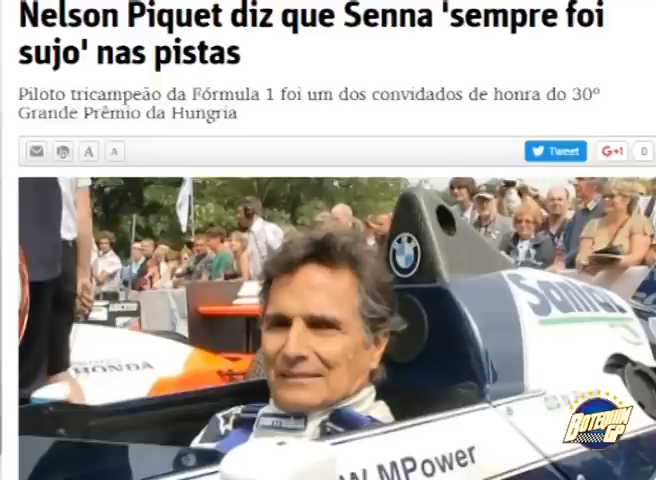 Nelson Piquet diz que Senna 'sempre foi
sujo' nas pistas
Piloto tricampeão da Fórmula 1 foi um dos convidados de honra do 30º
Grande Prêmio da Hungria
A A Tweet G+1 0
HONDA
BMW
W MPower
BOTEQUIM
GP